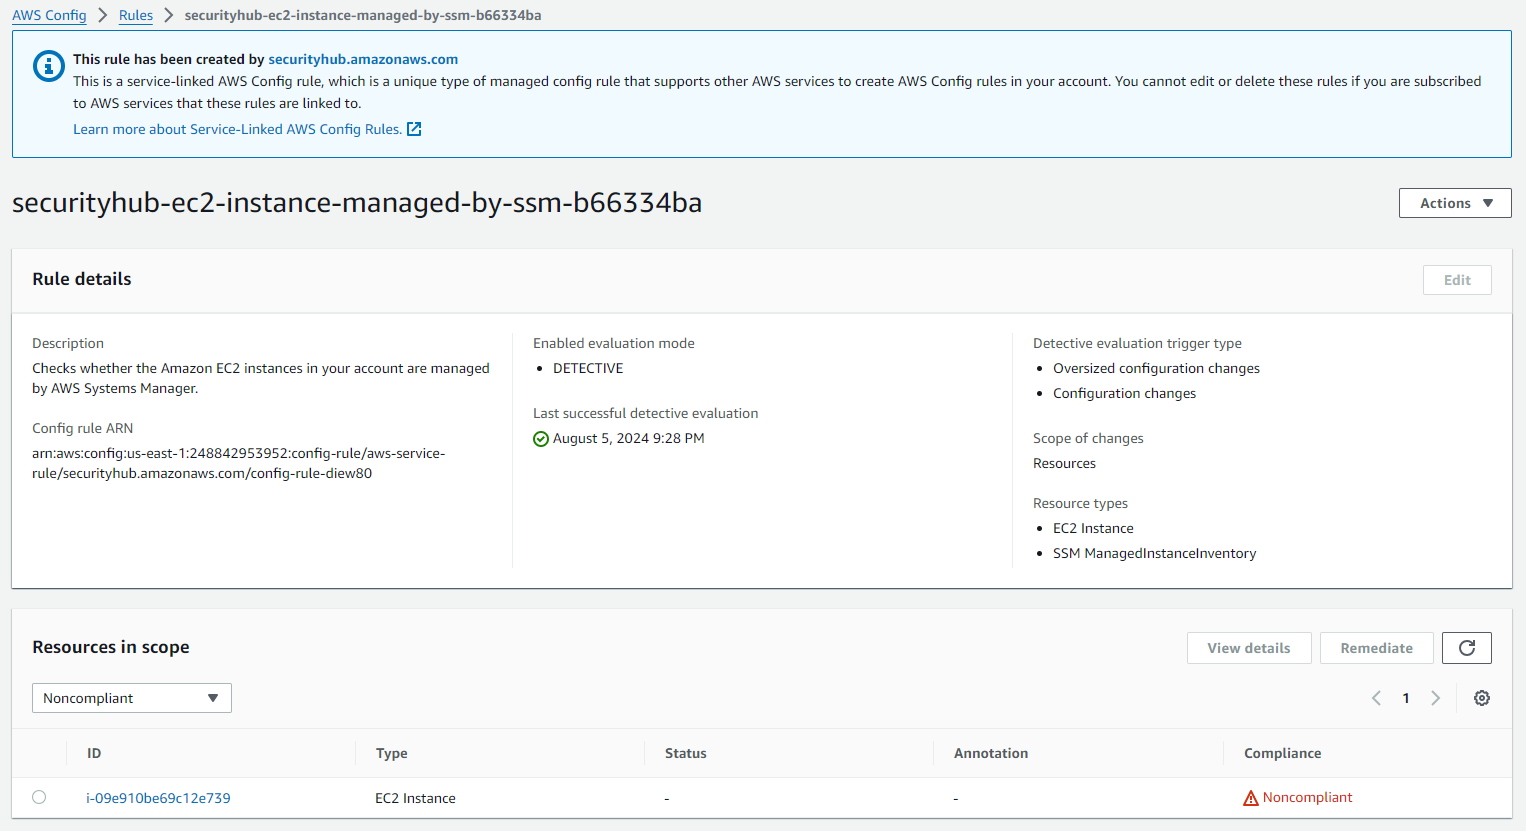 AWS Config > Rules > securityhub-ec2-instance-managed-by-ssm-b66334ba
This rule has been created by securityhub.amazonaws.com
This is a service-linked AWS Config rule, which is a unique type of managed config rule that supports other AWS services to create AWS Config rules in your account. You cannot edit or delete these rules if you are subscribed
to AWS services that these rules are linked to.
Learn more about Service-Linked AWS Config Rules.
securityhub-ec2-instance-managed-by-ssm-b66334ba
Actions
Rule details
Edit
Description
Checks whether the Amazon EC2 instances in your account are managed
by AWS Systems Manager.
Config rule ARN
arn:aws:config:us-east-1:248842953952:config-rule/aws-service-
rule/securityhub.amazonaws.com/config-rule-diew80
Enabled evaluation mode
• DETECTIVE
Last successful detective evaluation
August 5, 2024 9:28 PM
Detective evaluation trigger type
• Oversized configuration changes
• Configuration changes
Scope of changes
Resources
Resource types
• EC2 Instance
• SSM ManagedInstanceInventory
Resources in scope
View details
Remediate
Noncompliant
1
ID Type Status Annotation Compliance
i-09e910be69c12e739 EC2 Instance - - Noncompliant